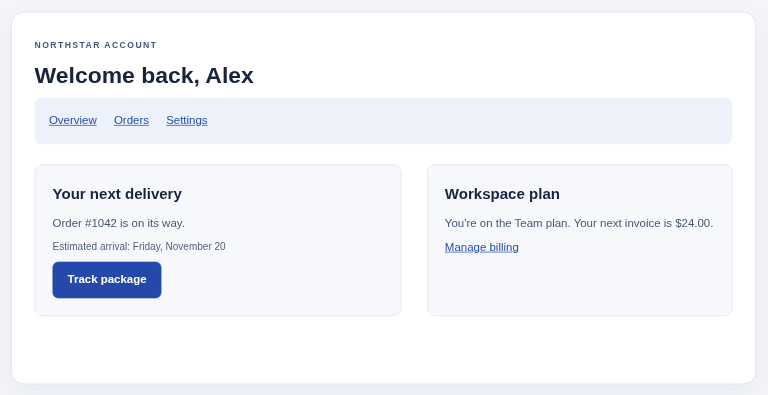 NORTHSTAR ACCOUNT
Welcome back, Alex
Overview Orders Settings
Your next delivery
Order #1042 is on its way.
Estimated arrival: Friday, November 20
Track package
Workspace plan
You're on the Team plan. Your next invoice is $24.00.
Manage billing